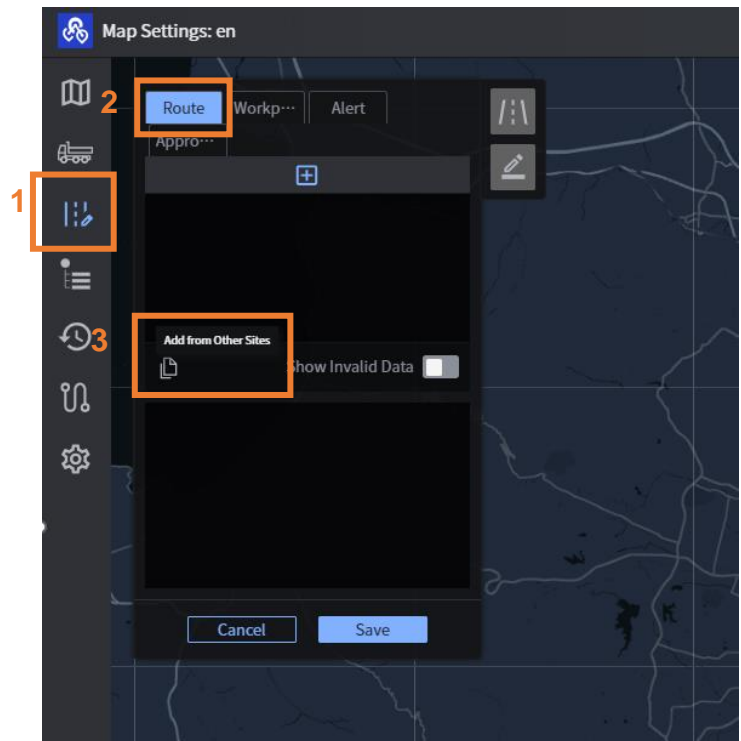 Map Settings: en
2
Route
Workp···
Alert
Appro···
1
3
Add from Other Sites
Show Invalid Data
Cancel
Save